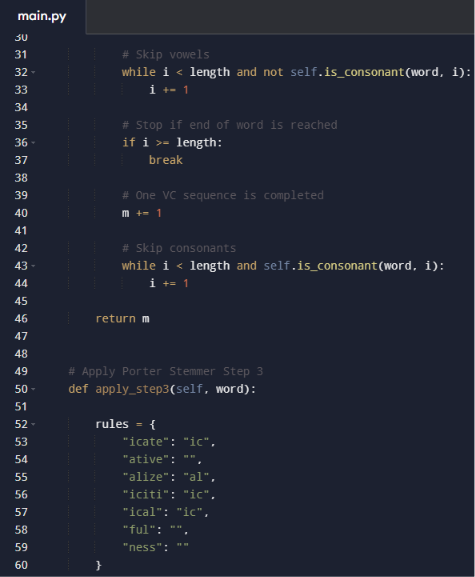 main.py
30
31 # Skip vowels
32 while i < length and not self.is_consonant(word, i):
33 i += 1
34
35 # Stop if end of word is reached
36 if i >= length:
37 break
38
39 # One VC sequence is completed
40 m += 1
41
42 # Skip consonants
43 while i < length and self.is_consonant(word, i):
44 i += 1
45
46 return m
47
48
49 # Apply Porter Stemmer Step 3
50 def apply_step3(self, word):
51
52 rules = {
53 "icate": "ic",
54 "ative": "",
55 "alize": "al",
56 "iciti": "ic",
57 "ical": "ic",
58 "ful": "",
59 "ness": ""
60 }